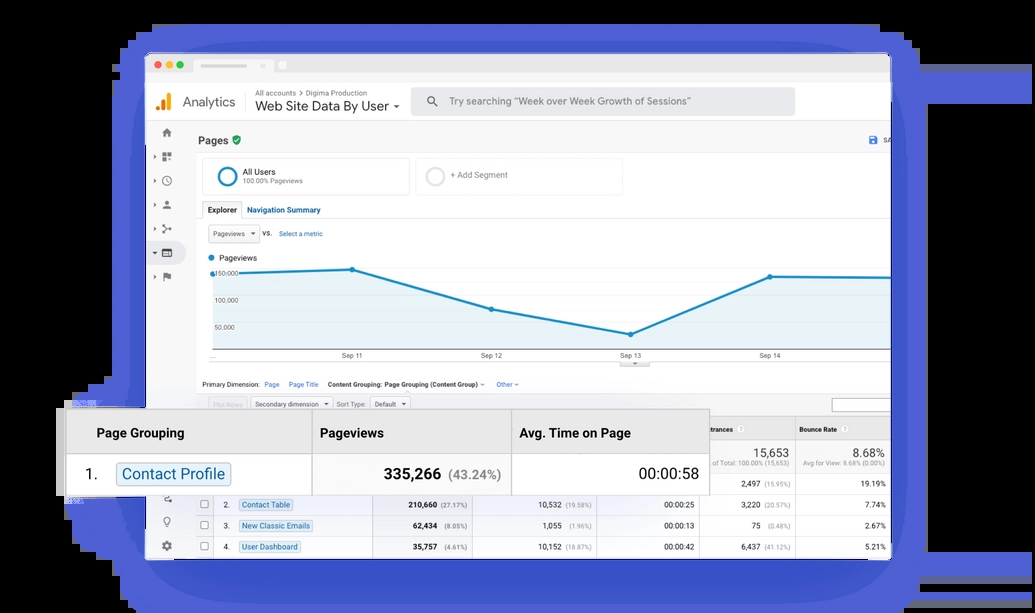 All accounts > Digima Production
Analytics
Web Site Data By User
Try searching “Week over Week Growth of Sessions”
Pages
SA
All Users
100.00% Pageviews
+ Add Segment
Explorer Navigation Summary
Pageviews VS. Select a metric
Pageviews
150,000
100,000
50,000
... Sep 11 Sep 12 Sep 13 Sep 14
Primary Dimension: Page Page Title Content Grouping: Page Grouping (Content Group) Other
Plot Rows Secondary dimension Sort Type: Default
Page Grouping Pageviews Avg. Time on Page trances ? Bounce Rate ?
15,653 8.68%
of Total: 100.00% (15,653) Avg for View: 8.68% (0.00%)
1. Contact Profile 335,266 (43.24%) 00:00:58 2,497 (15.95%) 19.19%
2. Contact Table 210,660 (27.17%) 10,532 (19.58%) 00:00:25 3,220 (20.57%) 7.74%
3. New Classic Emails 62,434 (8.05%) 1,055 (1.96%) 00:00:13 75 (0.48%) 2.67%
4. User Dashboard 35,757 (4.61%) 10,152 (18.87%) 00:00:42 6,437 (41.12%) 5.21%